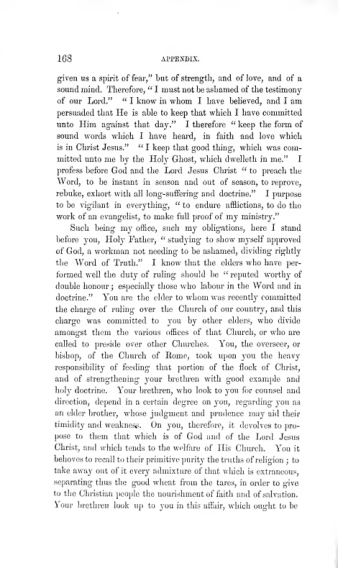 168 APPENDIX.
given us a spirit of fear," but of strength, and of love, and of a
sound mind. Therefore, "I must not be ashamed of the testimony
of our Lord." "I know in whom I have believed, and I am
persuaded that He is able to keep that which I have committed
unto Him against that day." I therefore "keep the form of
sound words which I have heard, in faith and love which
is in Christ Jesus." "I keep that good thing, which was com-
mitted unto me by the Holy Ghost, which dwelleth in me." I
profess before God and the Lord Jesus Christ "to preach the
Word, to be instant in season and out of season, to reprove,
rebuke, exhort with all long-suffering and doctrine." I purpose
to be vigilant in everything, "to endure afflictions, to do the
work of an evangelist, to make full proof of my ministry."
Such being my office, such my obligations, here I stand
before you, Holy Father, "studying to show myself approved
of God, a workman not needing to be ashamed, dividing rightly
the Word of Truth." I know that the elders who have per-
formed well the duty of ruling should be "reputed worthy of
double honour; especially those who labour in the Word and in
doctrine." You are the elder to whom was recently committed
the charge of ruling over the Church of our country, and this
charge was committed to you by other elders, who divide
amongst them the various offices of that Church, or who are
called to preside over other Churches. You, the overseer, or
bishop, of the Church of Rome, took upon you the heavy
responsibility of feeding that portion of the flock of Christ,
and of strengthening your brethren with good example and
holy doctrine. Your brethren, who look to you for counsel and
direction, depend in a certain degree on you, regarding you as
an elder brother, whose judgment and prudence may aid their
timidity and weakness. On you, therefore, it devolves to pro-
pose to them that which is of God and of the Lord Jesus
Christ, and which tends to the welfare of His Church. You it
behoves to recall to their primitive purity the truths of religion; to
take away out of it every admixture of that which is extraneous,
separating thus the good wheat from the tares, in order to give
to the Christian people the nourishment of faith and of salvation.
Your brethren look up to you in this affair, which ought to be